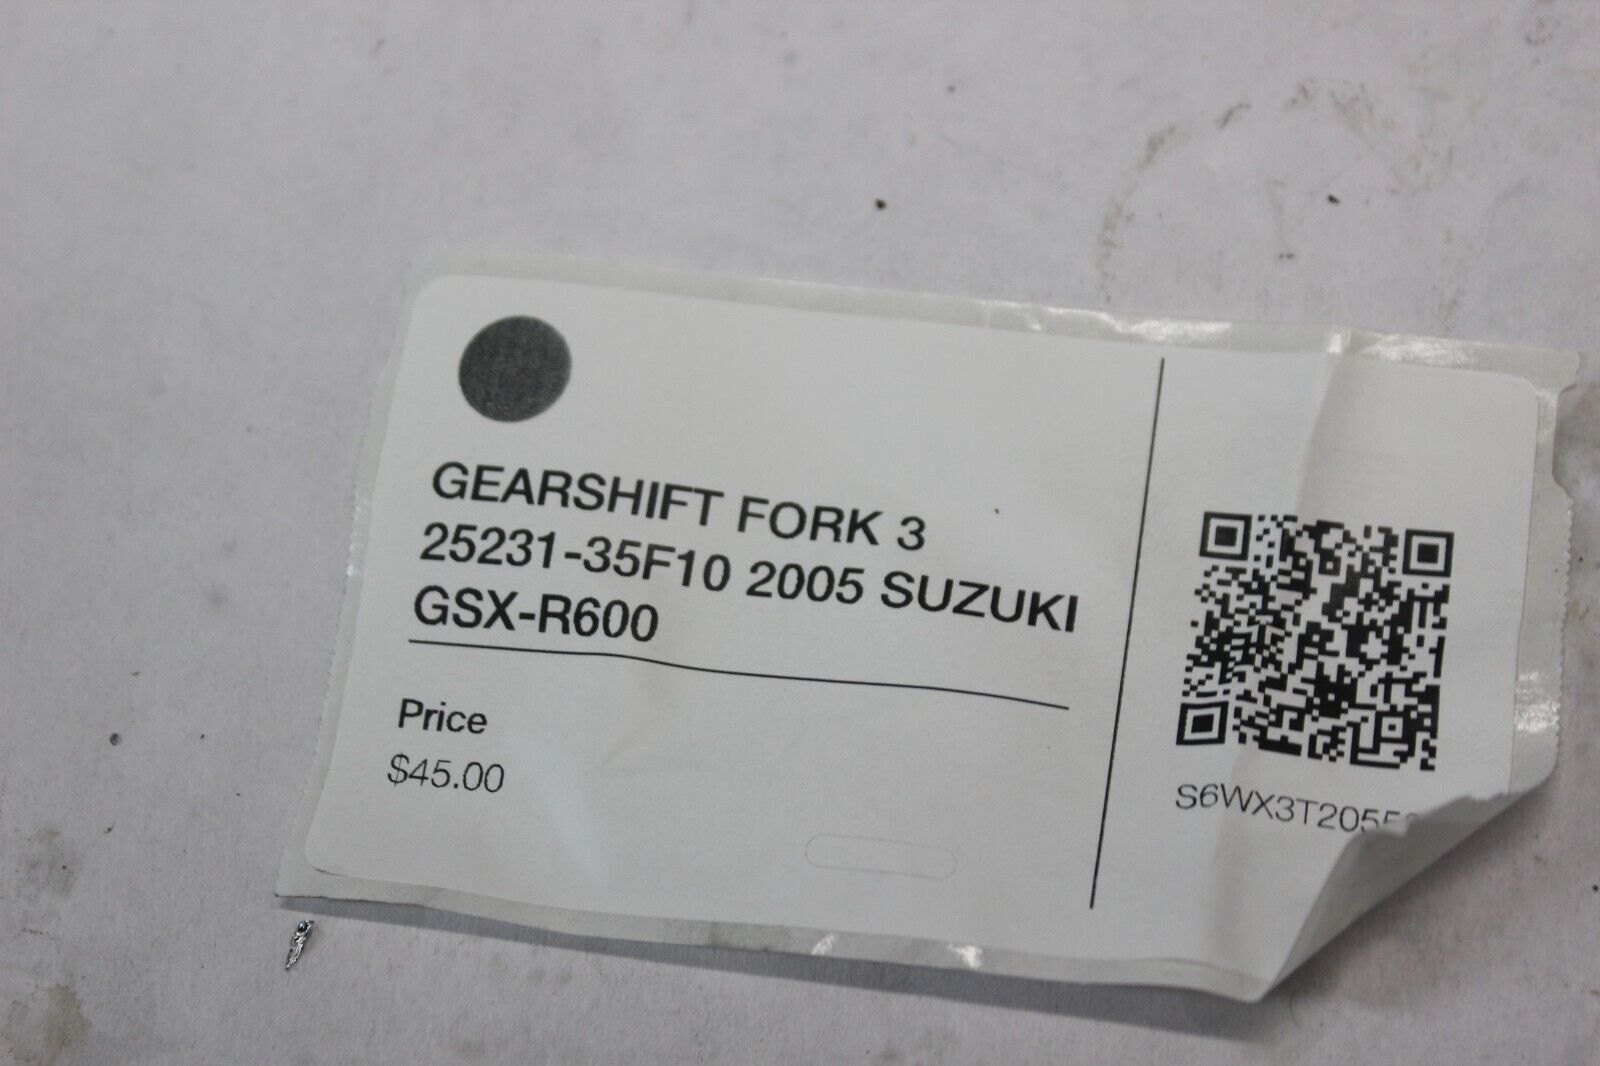 GEARSHIFT FORK 3
25231-35F10 2005 SUZUKI
GSX-R600
Price
$45.00